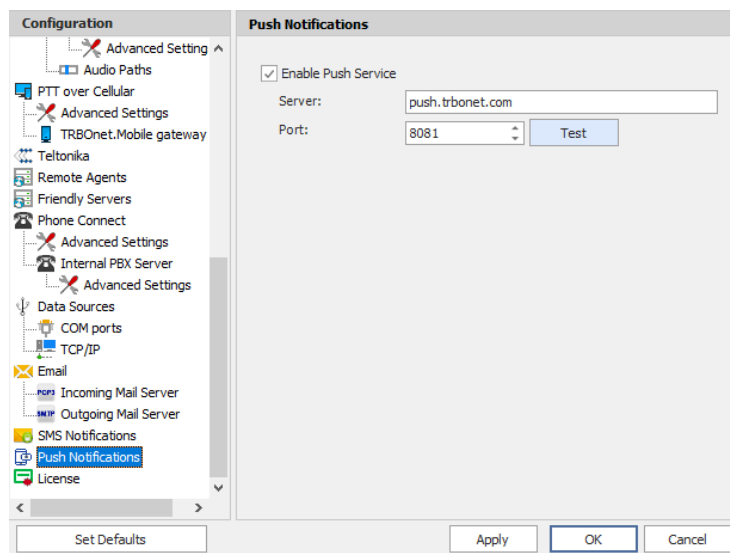 Configuration
Advanced Setting
Audio Paths
PTT over Cellular
Advanced Settings
TRBOnet.Mobile gateway
Teltonika
Remote Agents
Friendly Servers
Phone Connect
Advanced Settings
Internal PBX Server
Advanced Settings
Data Sources
COM ports
TCP/IP
Email
POP3 Incoming Mail Server
SMTP Outgoing Mail Server
SMS Notifications
Push Notifications
License
Set Defaults
Push Notifications
Enable Push Service
Server: push.trbonet.com
Port: 8081 Test
Apply OK Cancel